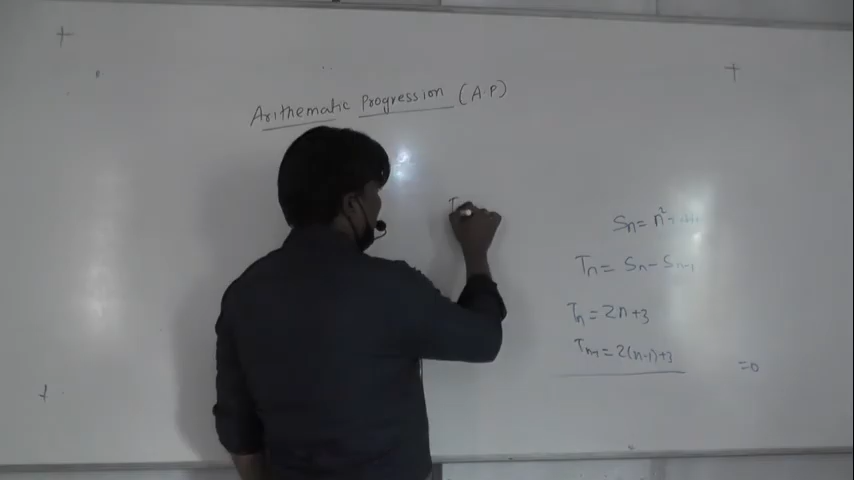 Arithematic Progression (A.P)
T
Sn = n²+
Tn = Sn - Sn-1
Tn = 2n+3
Tn-1 = 2(n-1)+3
=0